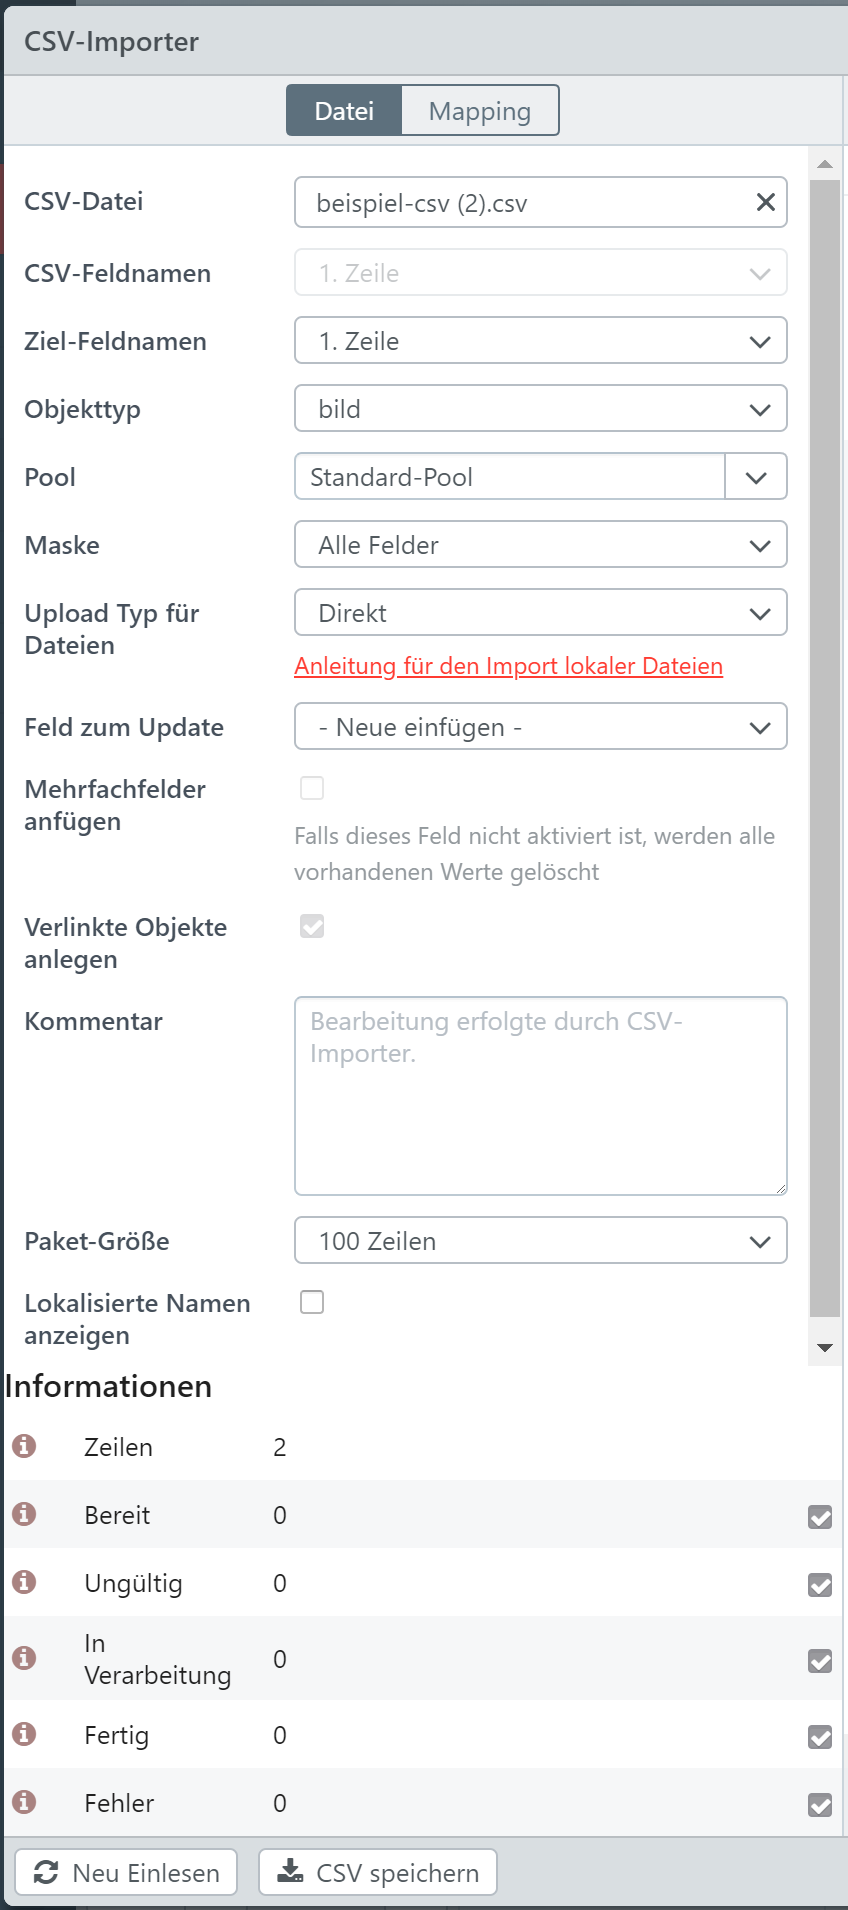 CSV-Importer
Datei Mapping
CSV-Datei beispiel-csv (2).csv
CSV-Feldnamen 1. Zeile
Ziel-Feldnamen 1. Zeile
Objekttyp bild
Pool Standard-Pool
Maske Alle Felder
Upload Typ für
Dateien
Direkt
Anleitung für den Import lokaler Dateien
Feld zum Update - Neue einfügen -
Mehrfachfelder
anfügen
Falls dieses Feld nicht aktiviert ist, werden alle
vorhandenen Werte gelöscht
Verlinkte Objekte
anlegen
Kommentar
Bearbeitung erfolgte durch CSV-
Importer.
Paket-Größe 100 Zeilen
Lokalisierte Namen
anzeigen
Informationen
Zeilen 2
Bereit 0
Ungültig 0
In
Verarbeitung
0
Fertig 0
Fehler 0
Neu Einlesen CSV speichern